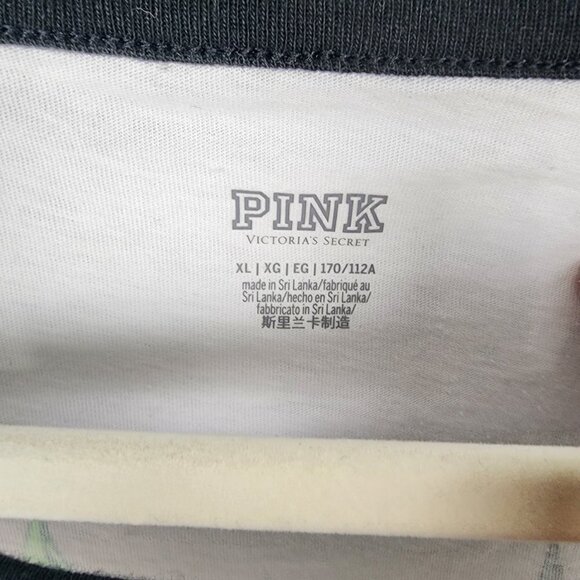 PINK
VICTORIA'S SECRET
XL | XG | EG | 170/112A
made in Sri Lanka/fabriqué au
Sri Lanka/hecho en Sri Lanka/
fabbricato in Sri Lanka/
斯里兰卡制造